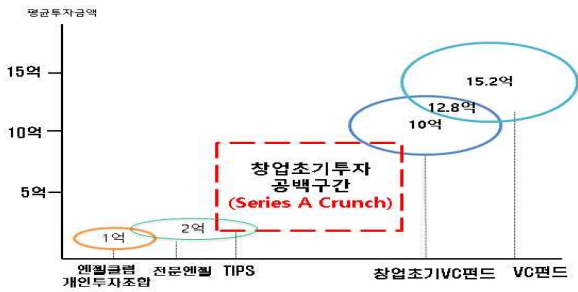 평균투자금액
15억
10억
5억
15.2억
12.8억
10억
창업초기투자
공백구간
(Series A Crunch)
1억
2억
엔젤클럽
개인투자조합
전문엔젤
TIPS
창업초기VC펀드
VC펀드